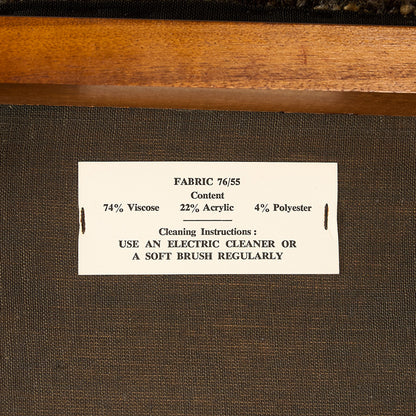 FABRIC 76/55
Content
74% Viscose 22% Acrylic 4% Polyester
Cleaning Instructions :
USE AN ELECTRIC CLEANER OR
A SOFT BRUSH REGULARLY